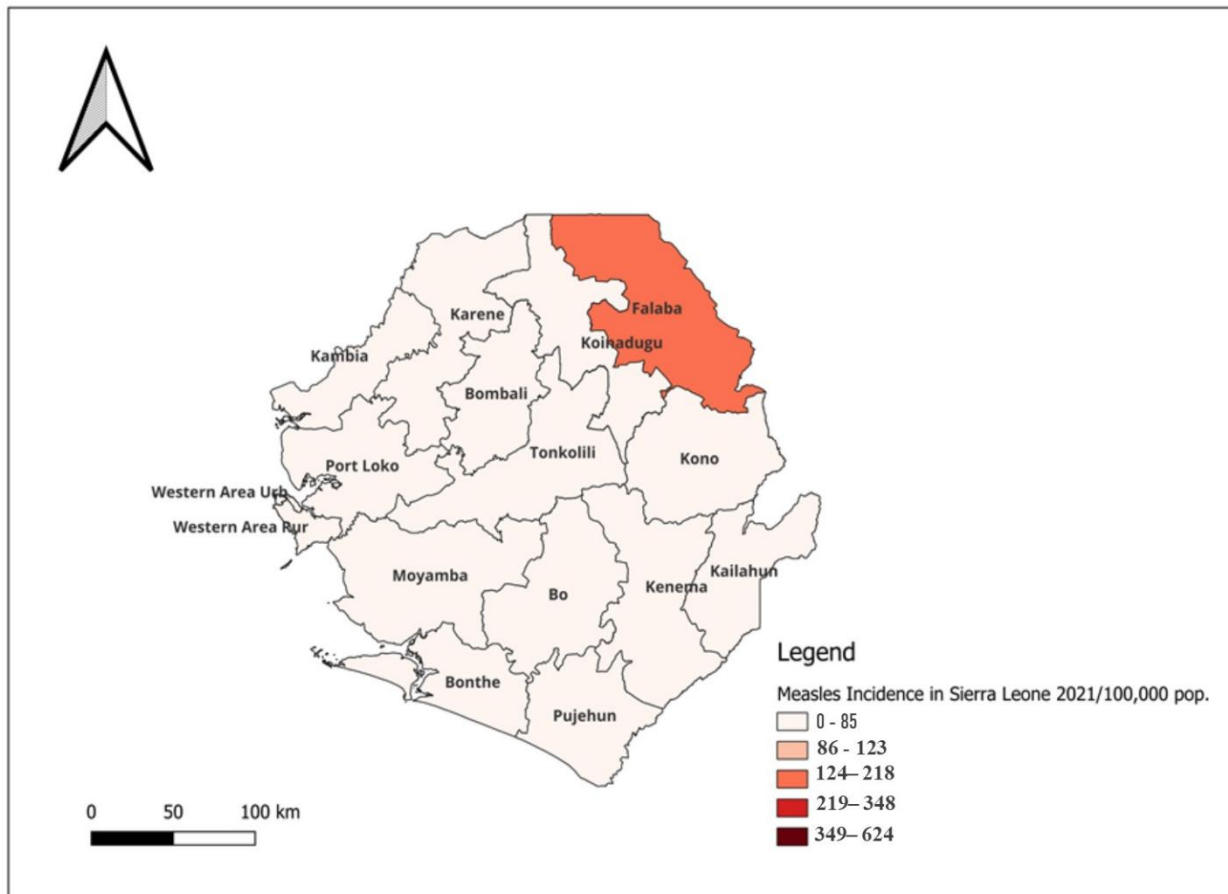 Falaba
Karene
Koinadugu
Kambia
Bombali
Tonkolili
Kono
Port Loko
Western Area Urb
Western Area Rur
Moyamba
Kailahun
Kenema
Bo
Bonthe
Pujehun
Legend
Measles Incidence in Sierra Leone 2021/100,000 pop.
0 - 85
86 - 123
124– 218
219– 348
349– 624
0 50 100 km